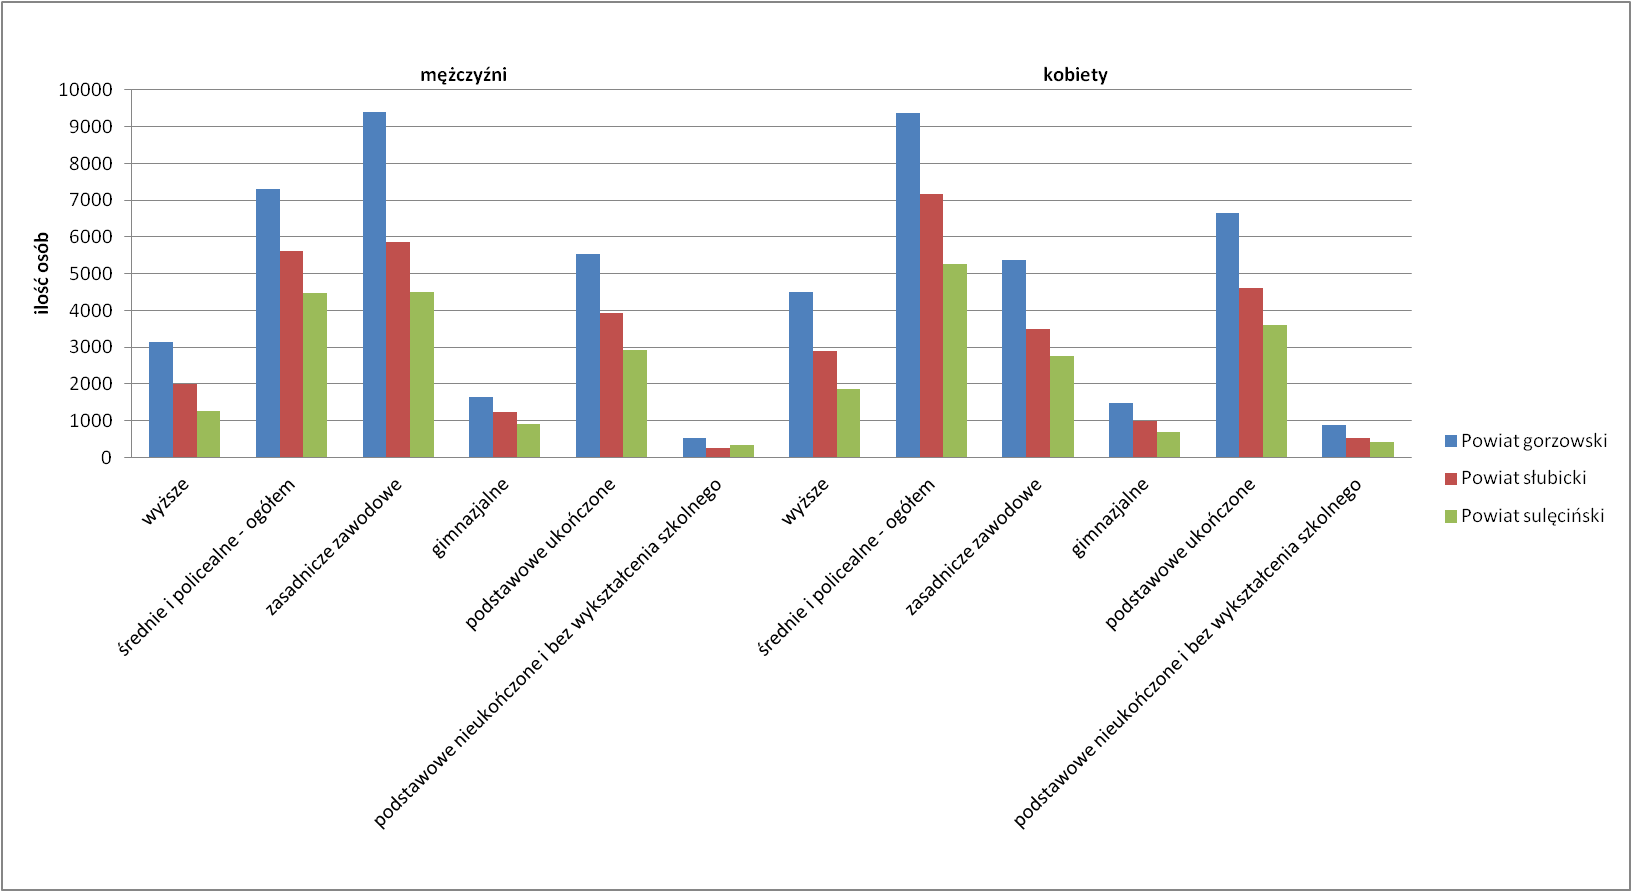 mężczyźni
kobiety
10000
9000
8000
7000
6000
5000
4000
3000
2000
1000
0
ilość osób
wyższe
średnie i policealne - ogółem
zasadnicze zawodowe
gimnazjalne
podstawowe ukończone
podstawowe nieukończone i bez wykształcenia szkolnego
wyższe
średnie i policealne - ogółem
zasadnicze zawodowe
gimnazjalne
podstawowe ukończone
podstawowe nieukończone i bez wykształcenia szkolnego
Powiat gorzowski
Powiat słubicki
Powiat sulęciński